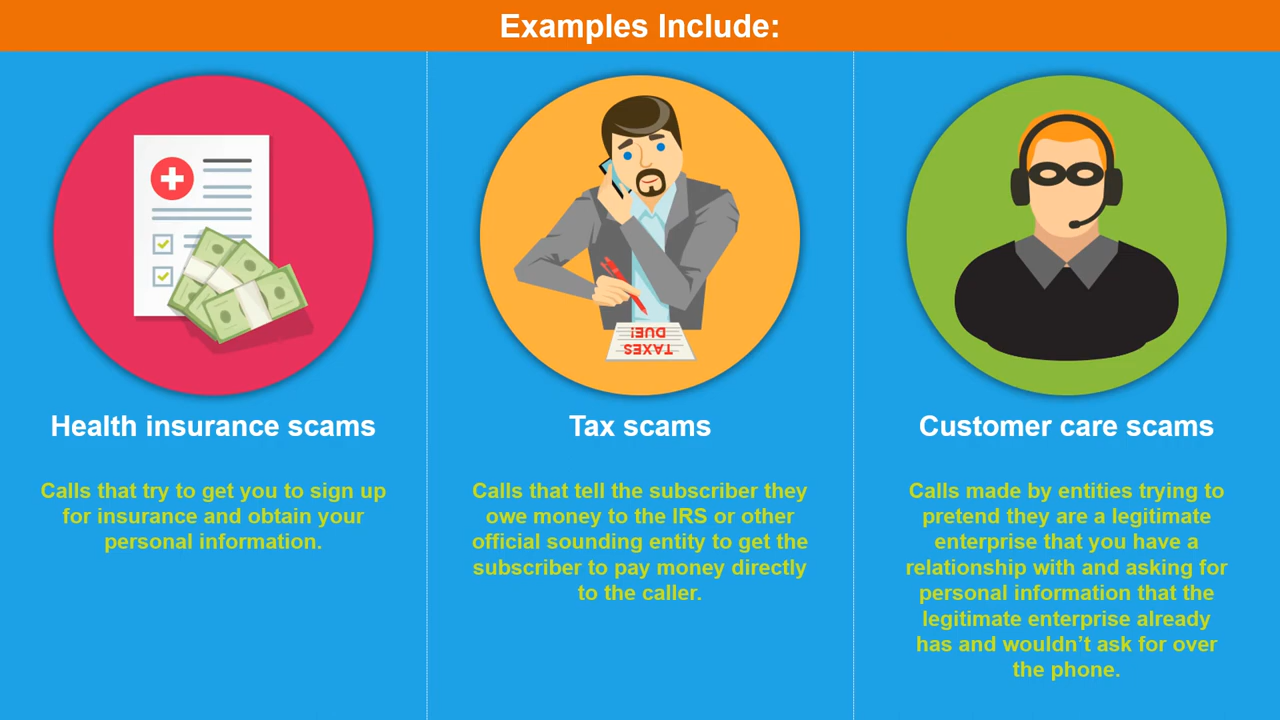 Examples Include:
TAXES
DUE!
Health insurance scams
Calls that try to get you to sign up
for insurance and obtain your
personal information.
Tax scams
Calls that tell the subscriber they
owe money to the IRS or other
official sounding entity to get the
subscriber to pay money directly
to the caller.
Customer care scams
Calls made by entities trying to
pretend they are a legitimate
enterprise that you have a
relationship with and asking for
personal information that the
legitimate enterprise already
has and wouldn’t ask for over
the phone.